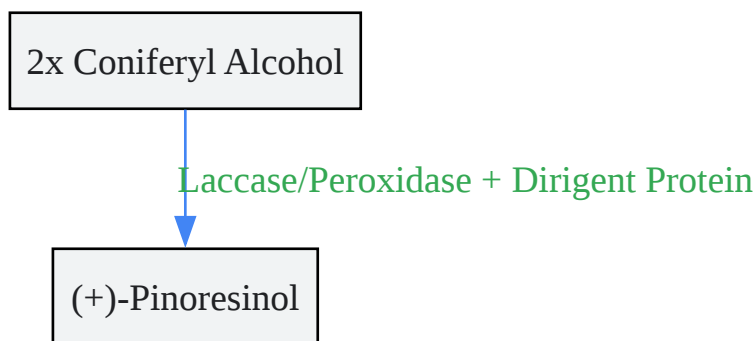 2x Coniferyl Alcohol
Laccase/Peroxidase + Dirigent Protein
(+)-Pinoresinol